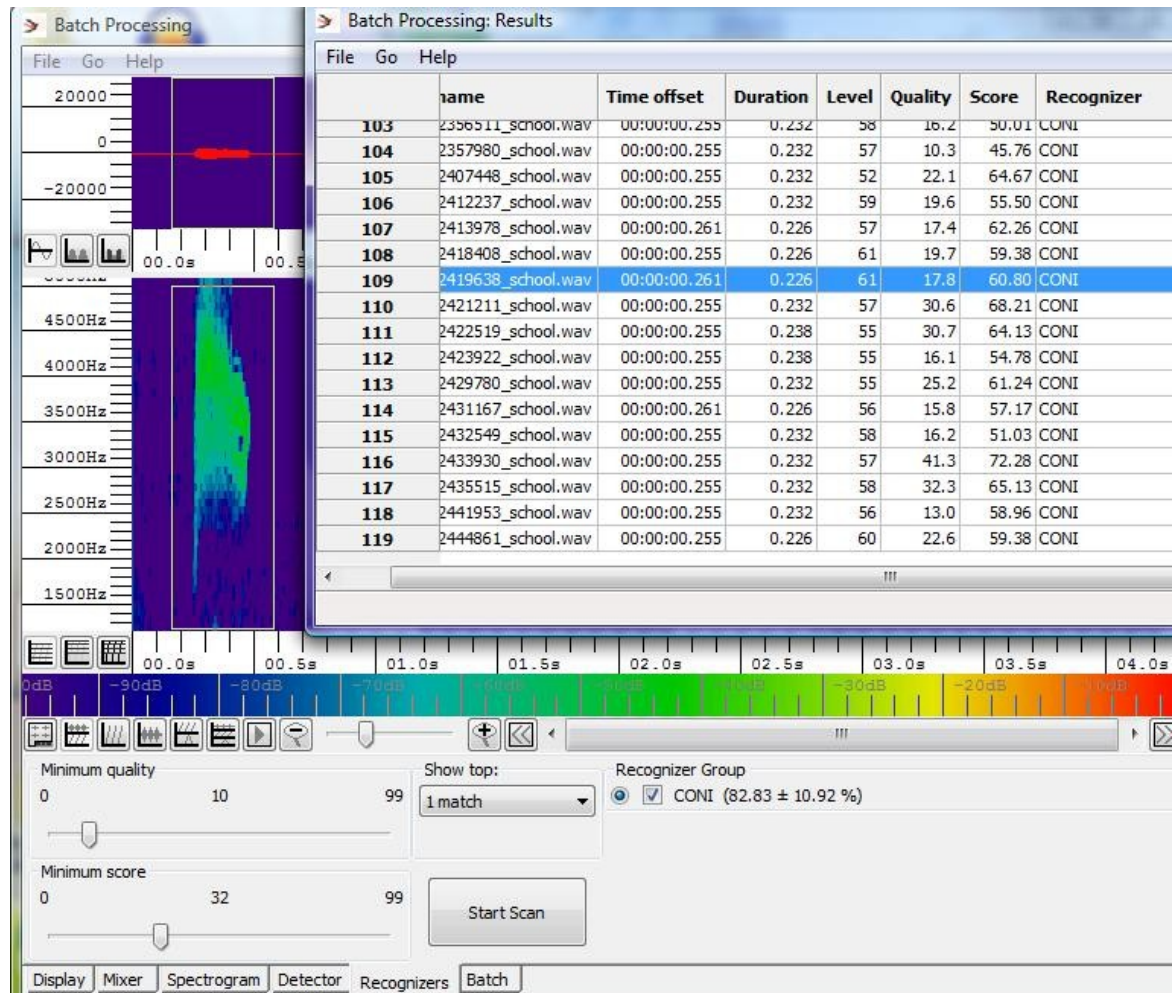 Batch Processing
File Go Help
20000
0
-20000
00.0s 00.5
4500Hz
4000Hz
3500Hz
3000Hz
2500Hz
2000Hz
1500Hz
Batch Processing: Results
File Go Help
name Time offset Duration Level Quality Score Recognizer
103 2356511_school.wav 00:00:00.255 0.232 58 16.2 50.01 CONI
104 2357980_school.wav 00:00:00.255 0.232 57 10.3 45.76 CONI
105 2407448_school.wav 00:00:00.255 0.232 52 22.1 64.67 CONI
106 2412237_school.wav 00:00:00.255 0.232 59 19.6 55.50 CONI
107 2413978_school.wav 00:00:00.261 0.226 57 17.4 62.26 CONI
108 2418408_school.wav 00:00:00.255 0.226 61 19.7 59.38 CONI
109 2419638_school.wav 00:00:00.261 0.226 61 17.8 60.80 CONI
110 2421211_school.wav 00:00:00.255 0.226 57 30.6 68.21 CONI
111 2422519_school.wav 00:00:00.255 0.238 55 30.7 64.13 CONI
112 2423922_school.wav 00:00:00.255 0.238 55 16.1 54.78 CONI
113 2429780_school.wav 00:00:00.255 0.232 55 25.2 61.24 CONI
114 2431167_school.wav 00:00:00.261 0.226 56 15.8 57.17 CONI
115 2432549_school.wav 00:00:00.255 0.232 58 16.2 51.03 CONI
116 2433930_school.wav 00:00:00.255 0.232 57 41.3 72.28 CONI
117 2435515_school.wav 00:00:00.255 0.232 58 32.3 65.13 CONI
118 2441953_school.wav 00:00:00.255 0.232 56 13.0 58.96 CONI
119 2444861_school.wav 00:00:00.255 0.226 60 22.6 59.38 CONI
00.0s 00.5s 01.0s 01.5s 02.0s 02.5s 03.0s 03.5s 04.0s
0dB -90dB -80dB -70dB -30dB -20dB
Minimum quality
0 10 99
Minimum score
0 32 99
Show top:
1 match
Start Scan
Recognizer Group
CONI (82.83 ± 10.92 %)
Display Mixer Spectrogram Detector Recognizers Batch